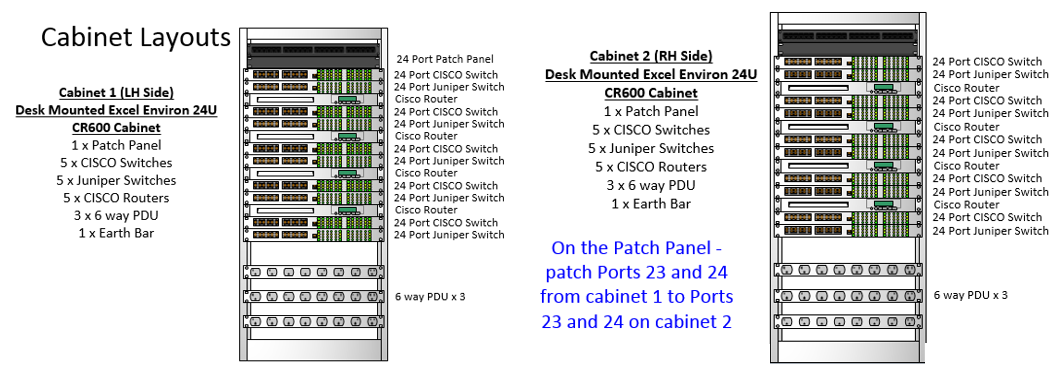 Cabinet Layouts
Cabinet 1 (LH Side)
Desk Mounted Excel Environ 24U
CR600 Cabinet
1 x Patch Panel
5 x CISCO Switches
5 x Juniper Switches
5 x CISCO Routers
3 x 6 way PDU
1 x Earth Bar
24 Port Patch Panel
24 Port CISCO Switch
24 Port Juniper Switch
Cisco Router
24 Port CISCO Switch
24 Port Juniper Switch
Cisco Router
24 Port CISCO Switch
24 Port Juniper Switch
Cisco Router
24 Port CISCO Switch
24 Port Juniper Switch
Cisco Router
24 Port CISCO Switch
24 Port Juniper Switch
6 way PDU x 3
Cabinet 2 (RH Side)
Desk Mounted Excel Environ 24U
CR600 Cabinet
1 x Patch Panel
5 x CISCO Switches
5 x Juniper Switches
5 x CISCO Routers
3 x 6 way PDU
1 x Earth Bar
On the Patch Panel -
patch Ports 23 and 24
from cabinet 1 to Ports
23 and 24 on cabinet 2
24 Port CISCO Switch
24 Port Juniper Switch
Cisco Router
24 Port CISCO Switch
24 Port Juniper Switch
Cisco Router
24 Port CISCO Switch
24 Port Juniper Switch
Cisco Router
24 Port CISCO Switch
24 Port Juniper Switch
Cisco Router
24 Port CISCO Switch
24 Port Juniper Switch
6 way PDU x 3